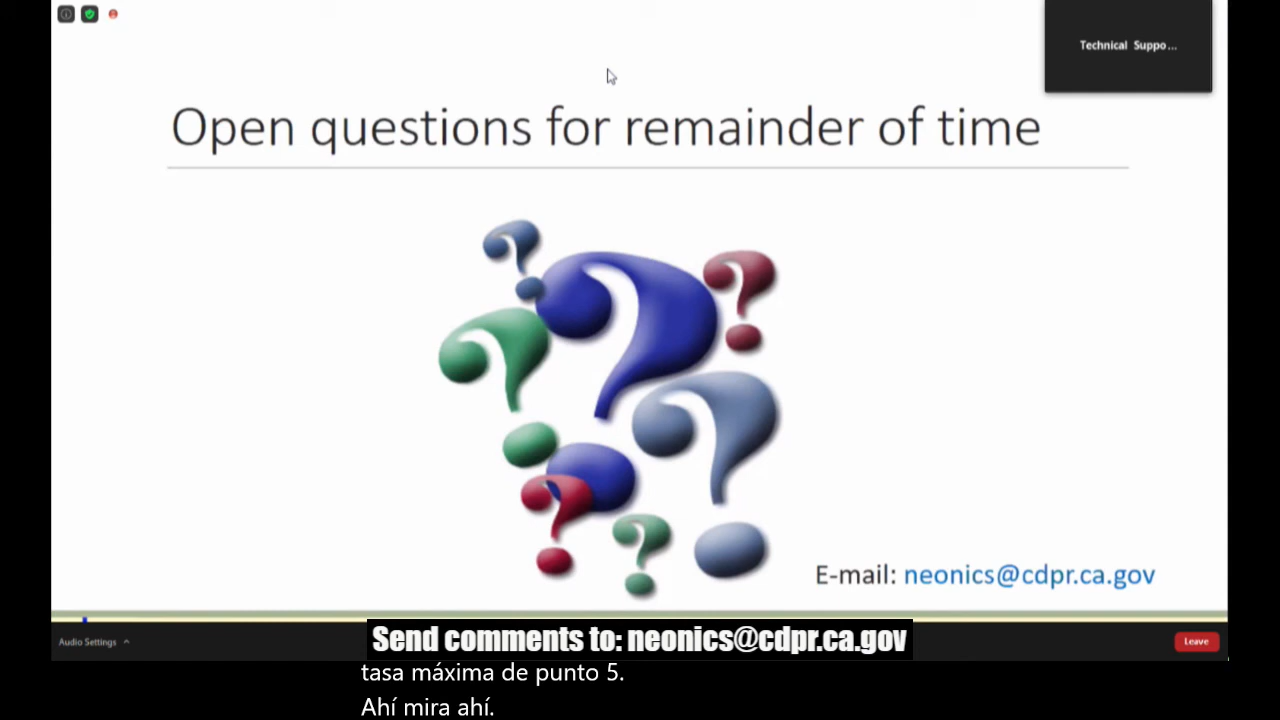 Technical Suppo...
Open questions for remainder of time
E-mail: neonics@cdpr.ca.gov
Audio Settings
Send comments to: neonics@cdpr.ca.gov
Leave
tasa máxima de punto 5.
Ahí mira ahí.